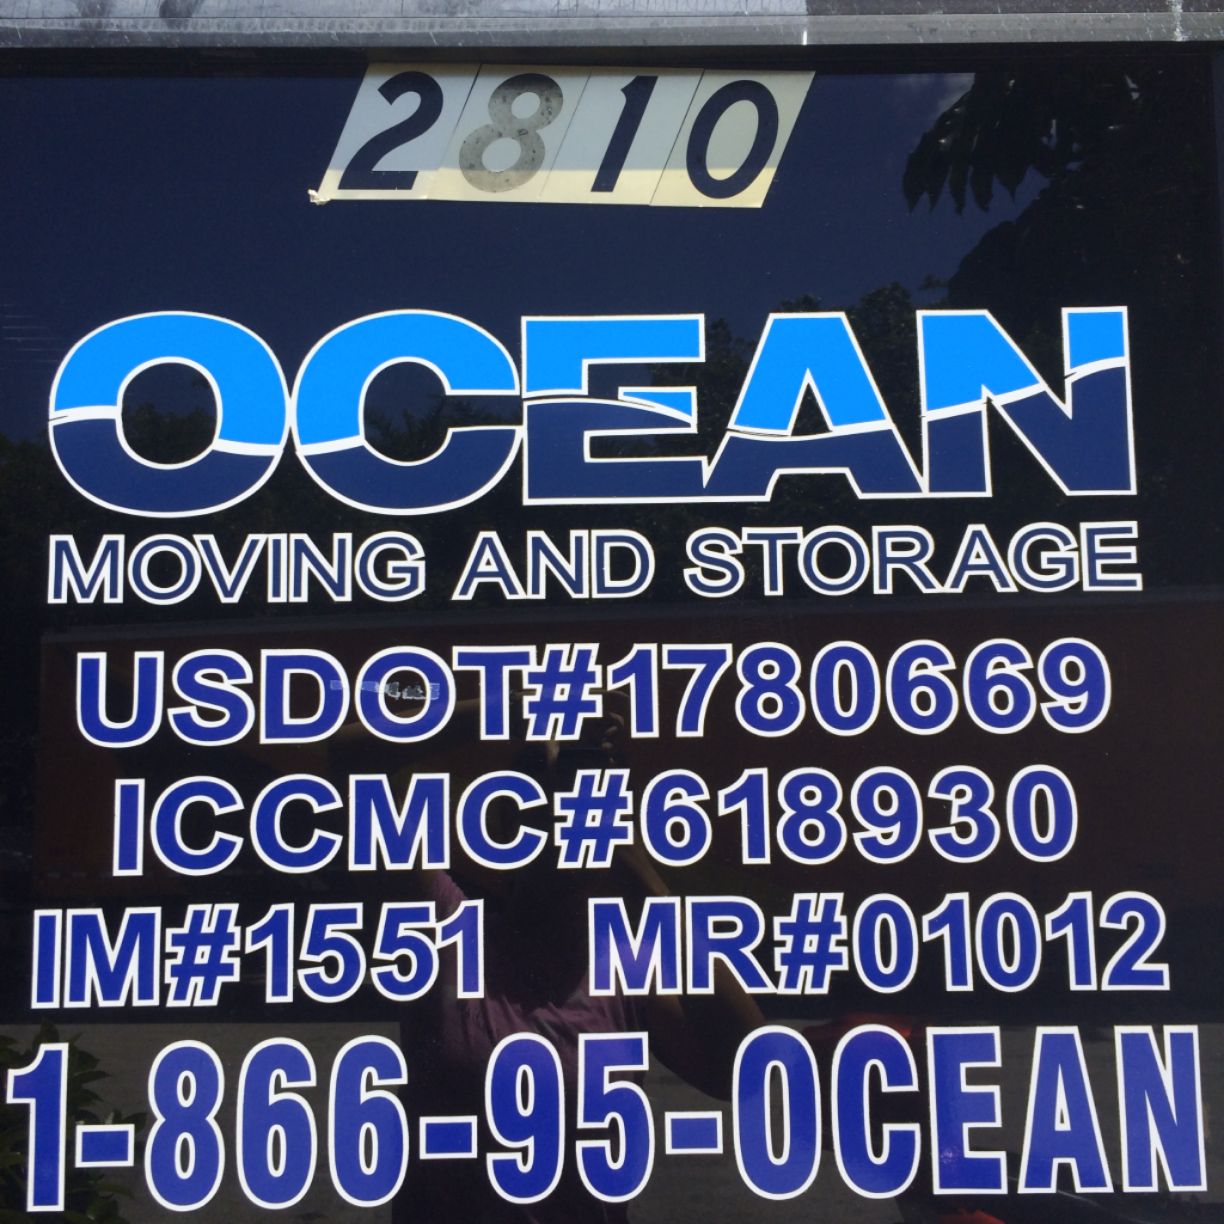 2810
OCEAN
MOVING AND STORAGE
USDOT#1780669
ICCMC#618930
IM#1551 MR#01012
1-866-95-OCEAN